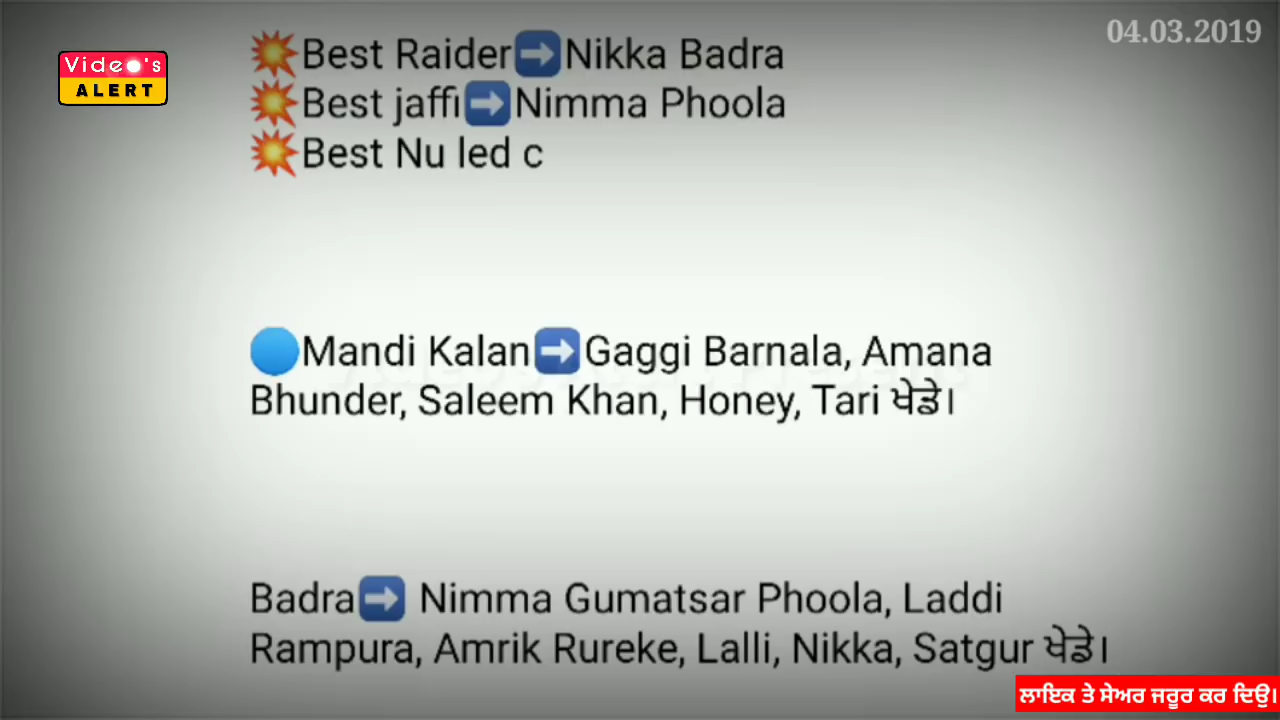 04.03.2019
Video's
ALERT
💥Best Raider➡️Nikka Badra
💥Best jaffi➡️Nimma Phoola
💥Best Nu led c
🔵Mandi Kalan➡️Gaggi Barnala, Amana
Bhunder, Saleem Khan, Honey, Tari ਖੇਡੇ।
Badra➡️ Nimma Gumatsar Phoola, Laddi
Rampura, Amrik Rureke, Lalli, Nikka, Satgur ਖੇਡੇ।
ਲਾਇਕ ਤੇ ਸੇਅਰ ਜਰੂਰ ਕਰ ਦਿਉ।